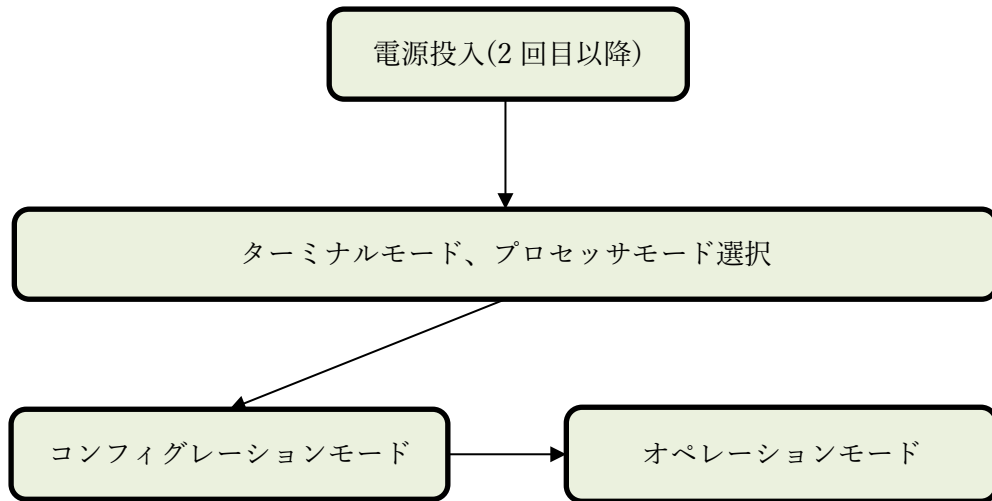 電源投入(2 回目以降)
ターミナルモード、プロセッサモード選択
コンフィグレーションモード
オペレーションモード